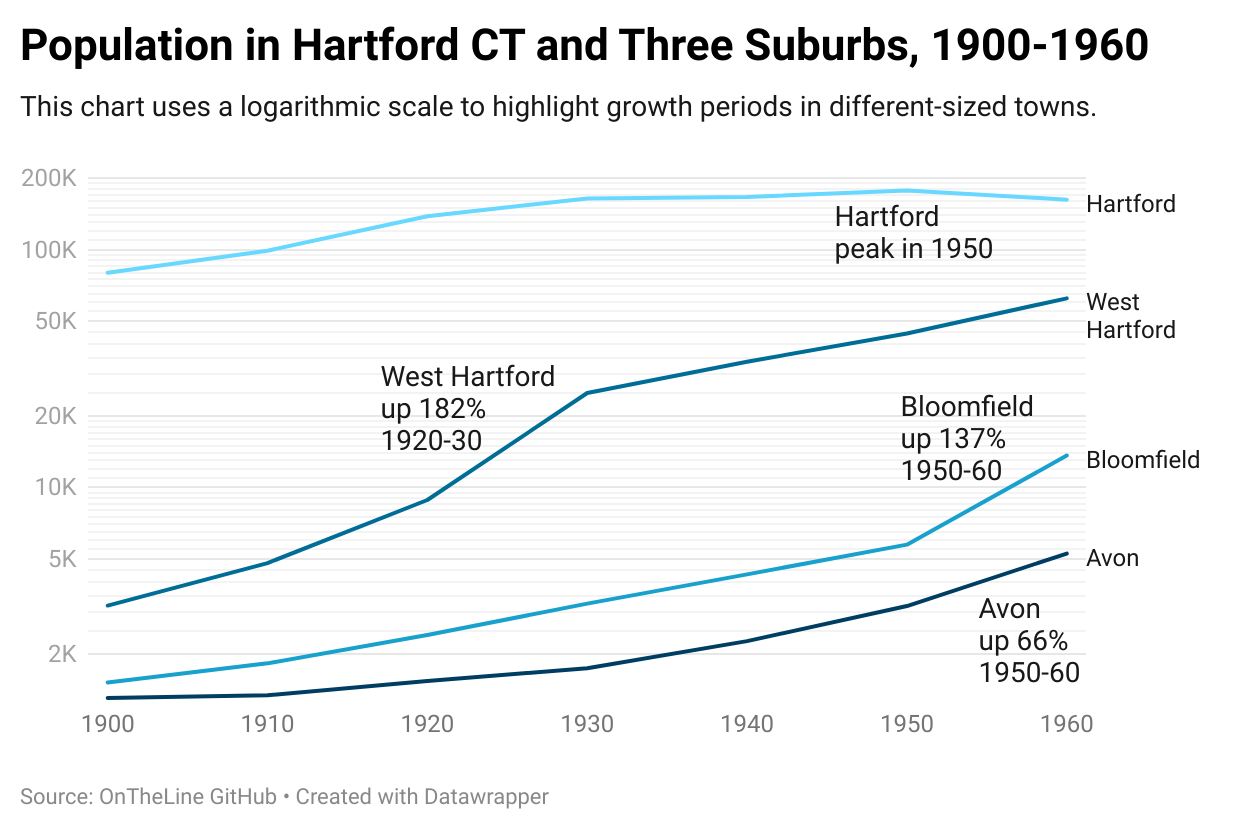 Population in Hartford CT and Three Suburbs, 1900-1960
This chart uses a logarithmic scale to highlight growth periods in different-sized towns.
200K
100K
50K
20K
10K
5K
2K
Hartford
peak in 1950
Hartford
West
Hartford
West Hartford
up 182%
1920-30
Bloomfield
up 137%
1950-60
Bloomfield
Avon
Avon
up 66%
1950-60
1900
1910
1920
1930
1940
1950
1960
Source: OnTheLine GitHub • Created with Datawrapper